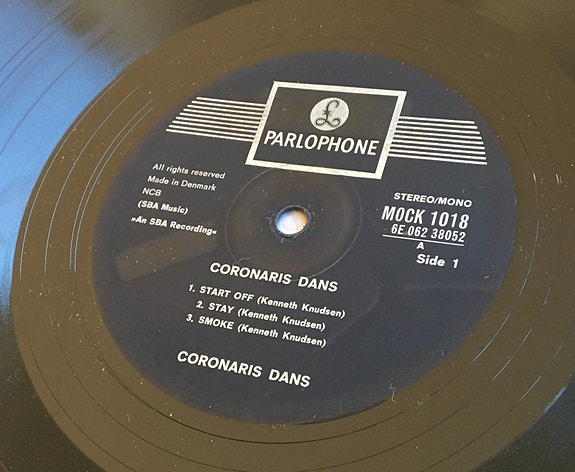 £
PARLOPHONE
All rights reserved
Made in Denmark
NCB
(SBA Music)
»An SBA Recording«
STEREO/MONO
MOCK 1018
6E 062 38052
A
Side 1
CORONARIS DANS
1. START OFF (Kenneth Knudsen)
2. STAY (Kenneth Knudsen)
3. SMOKE (Kenneth Knudsen)
CORONARIS DANS